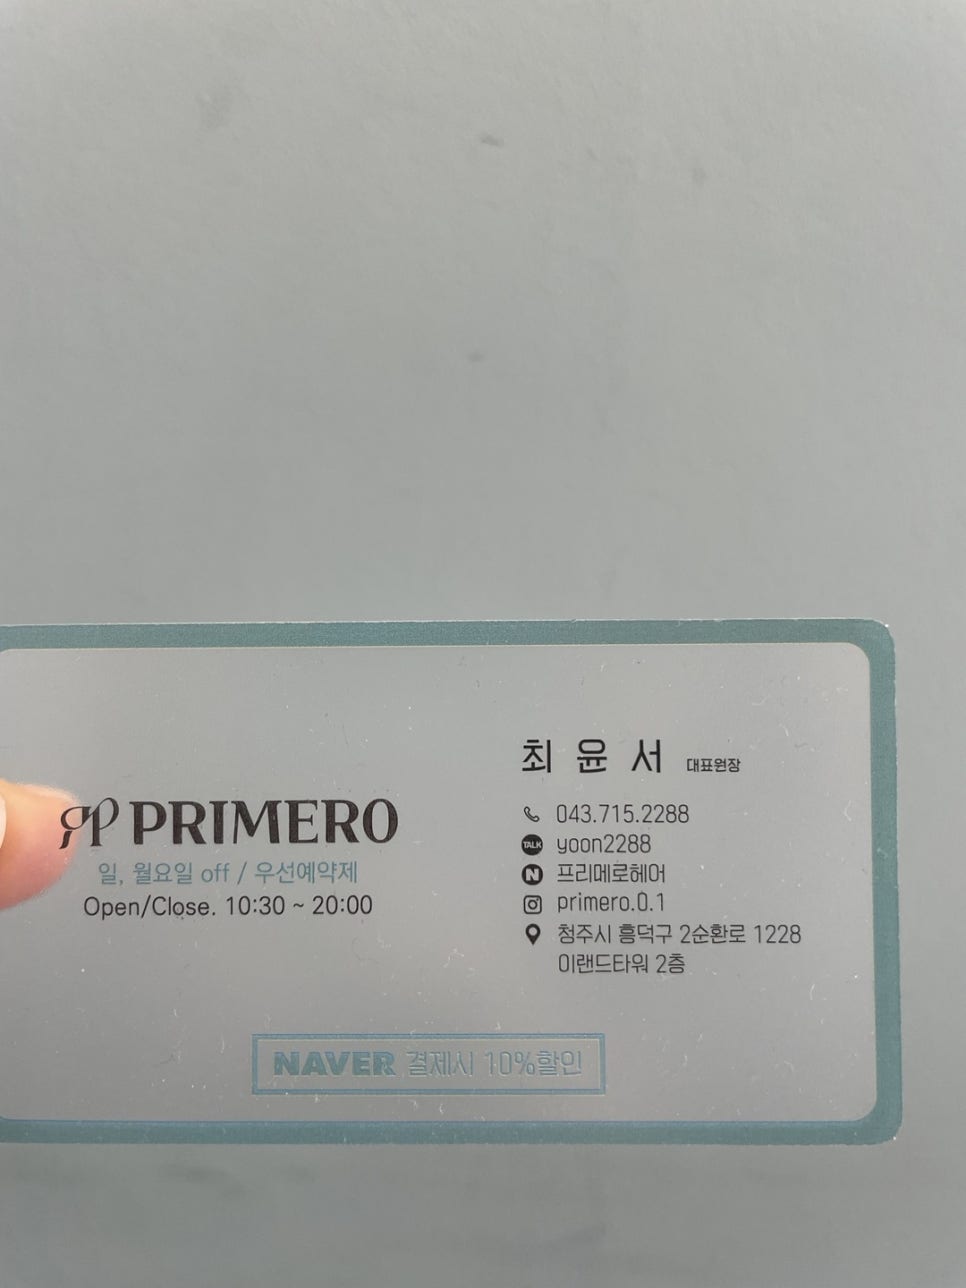 PRIMERO
일, 월요일 off / 우선예약제
Open/Close. 10:30 ~ 20:00
최 윤 서 대표원장
043.715.2288
TALK yoon2288
N 프리메로헤어
primero.0.1
청주시 흥덕구 2순환로 1228
이랜드타워 2층
NAVER 결제시 10%할인